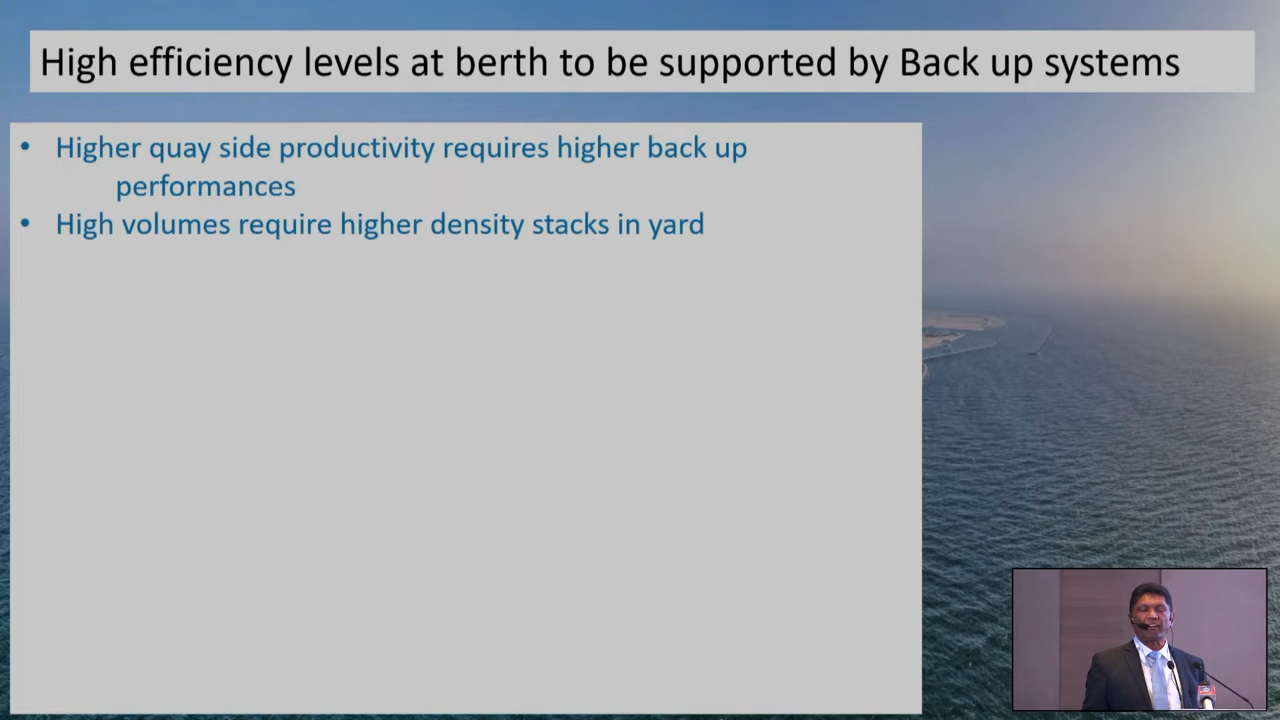 High efficiency levels at berth to be supported by Back up systems
• Higher quay side productivity requires higher back up
performances
• High volumes require higher density stacks in yard